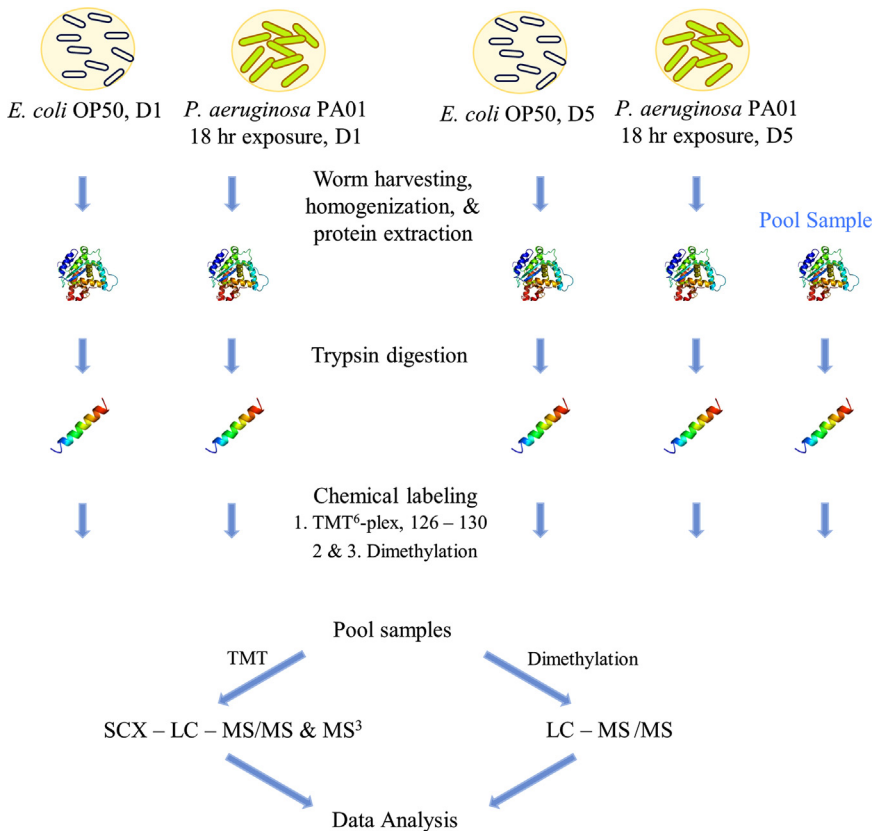 E. coli OP50, D1
P. aeruginosa PA01
18 hr exposure, D1
E. coli OP50, D5
P. aeruginosa PA01
18 hr exposure, D5
Worm harvesting,
homogenization, &
protein extraction
Pool Sample
Trypsin digestion
Chemical labeling
1. TMT⁶-plex, 126 – 130
2 & 3. Dimethylation
Pool samples
TMT
Dimethylation
SCX – LC – MS/MS & MS³
LC – MS /MS
Data Analysis